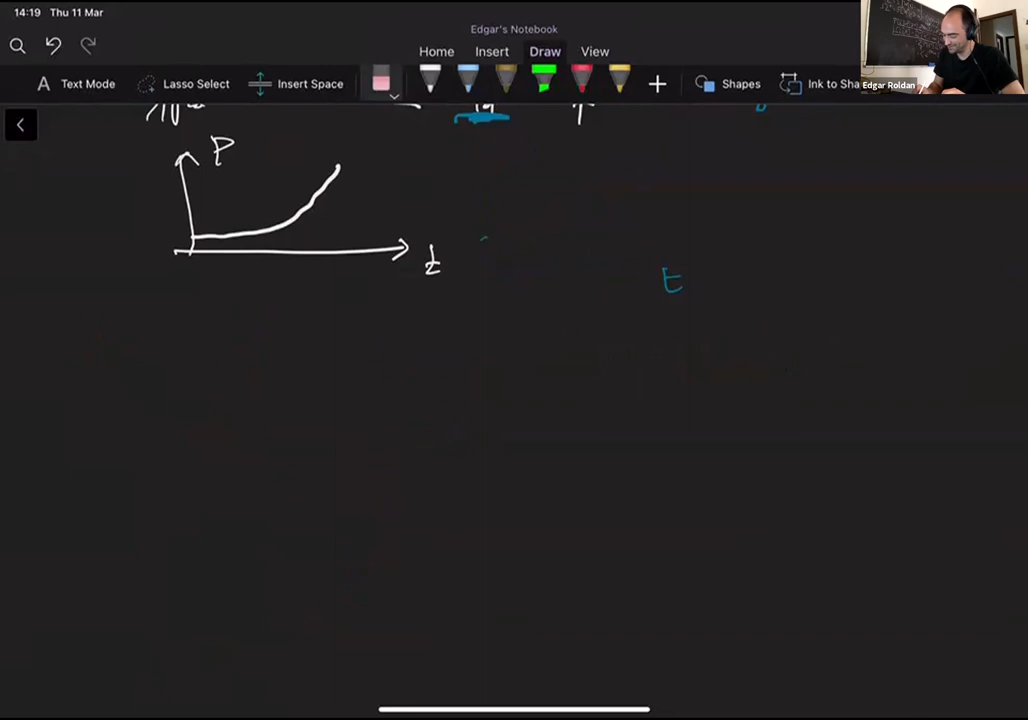 14:19 Thu 11 Mar
Edgar's Notebook
Home Insert Draw View
Text Mode Lasso Select Insert Space Shapes Ink to Sha
Edgar Roldan
P
t
t